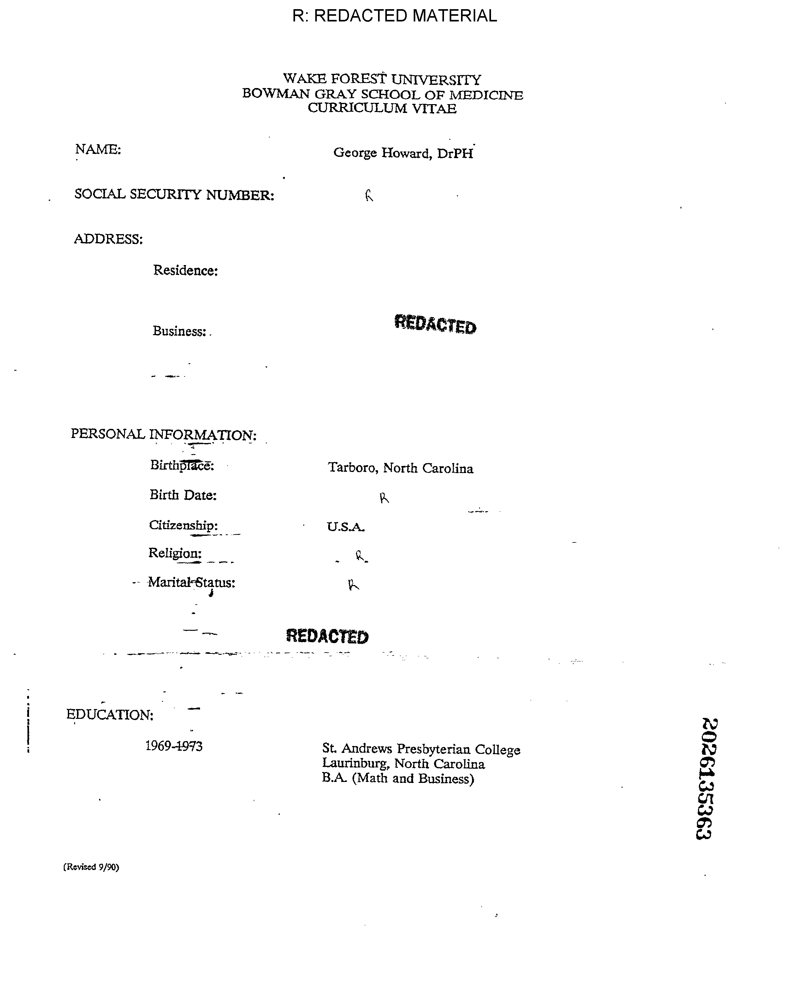 R: REDACTED MATERIAL
WAKE FOREST UNIVERSITY
BOWMAN GRAY SCHOOL OF MEDICINE
CURRICULUM VITAE
NAME: George Howard, DrPH
SOCIAL SECURITY NUMBER: R
ADDRESS:
Residence:
Business: REDACTED
PERSONAL INFORMATION:
Birthplace: Tarboro, North Carolina
Birth Date: R
Citizenship: U.S.A.
Religion: R
Marital Status: R
REDACTED
EDUCATION:
1969-1973 St. Andrews Presbyterian College
Laurinburg, North Carolina
B.A. (Math and Business)
2026135363
(Revised 9/90)